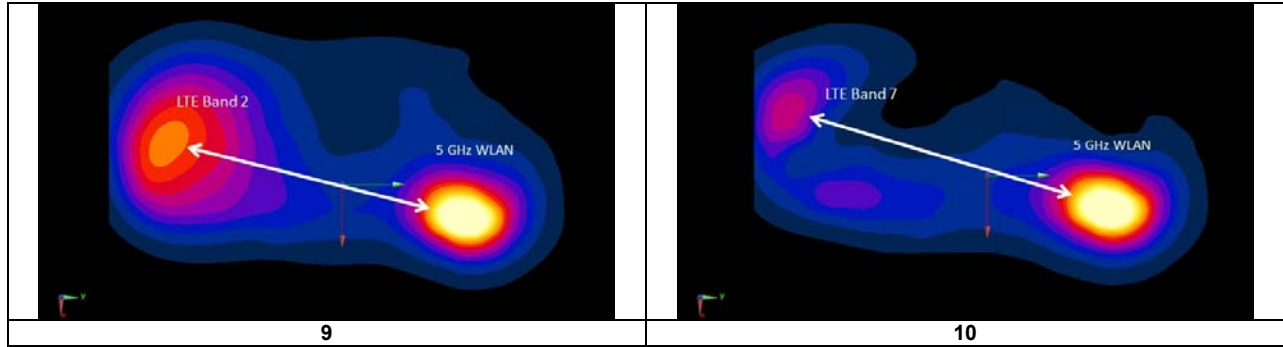 LTE Band 2
5 GHz WLAN
Y
9
LTE Band 7
5 GHz WLAN
Y
10